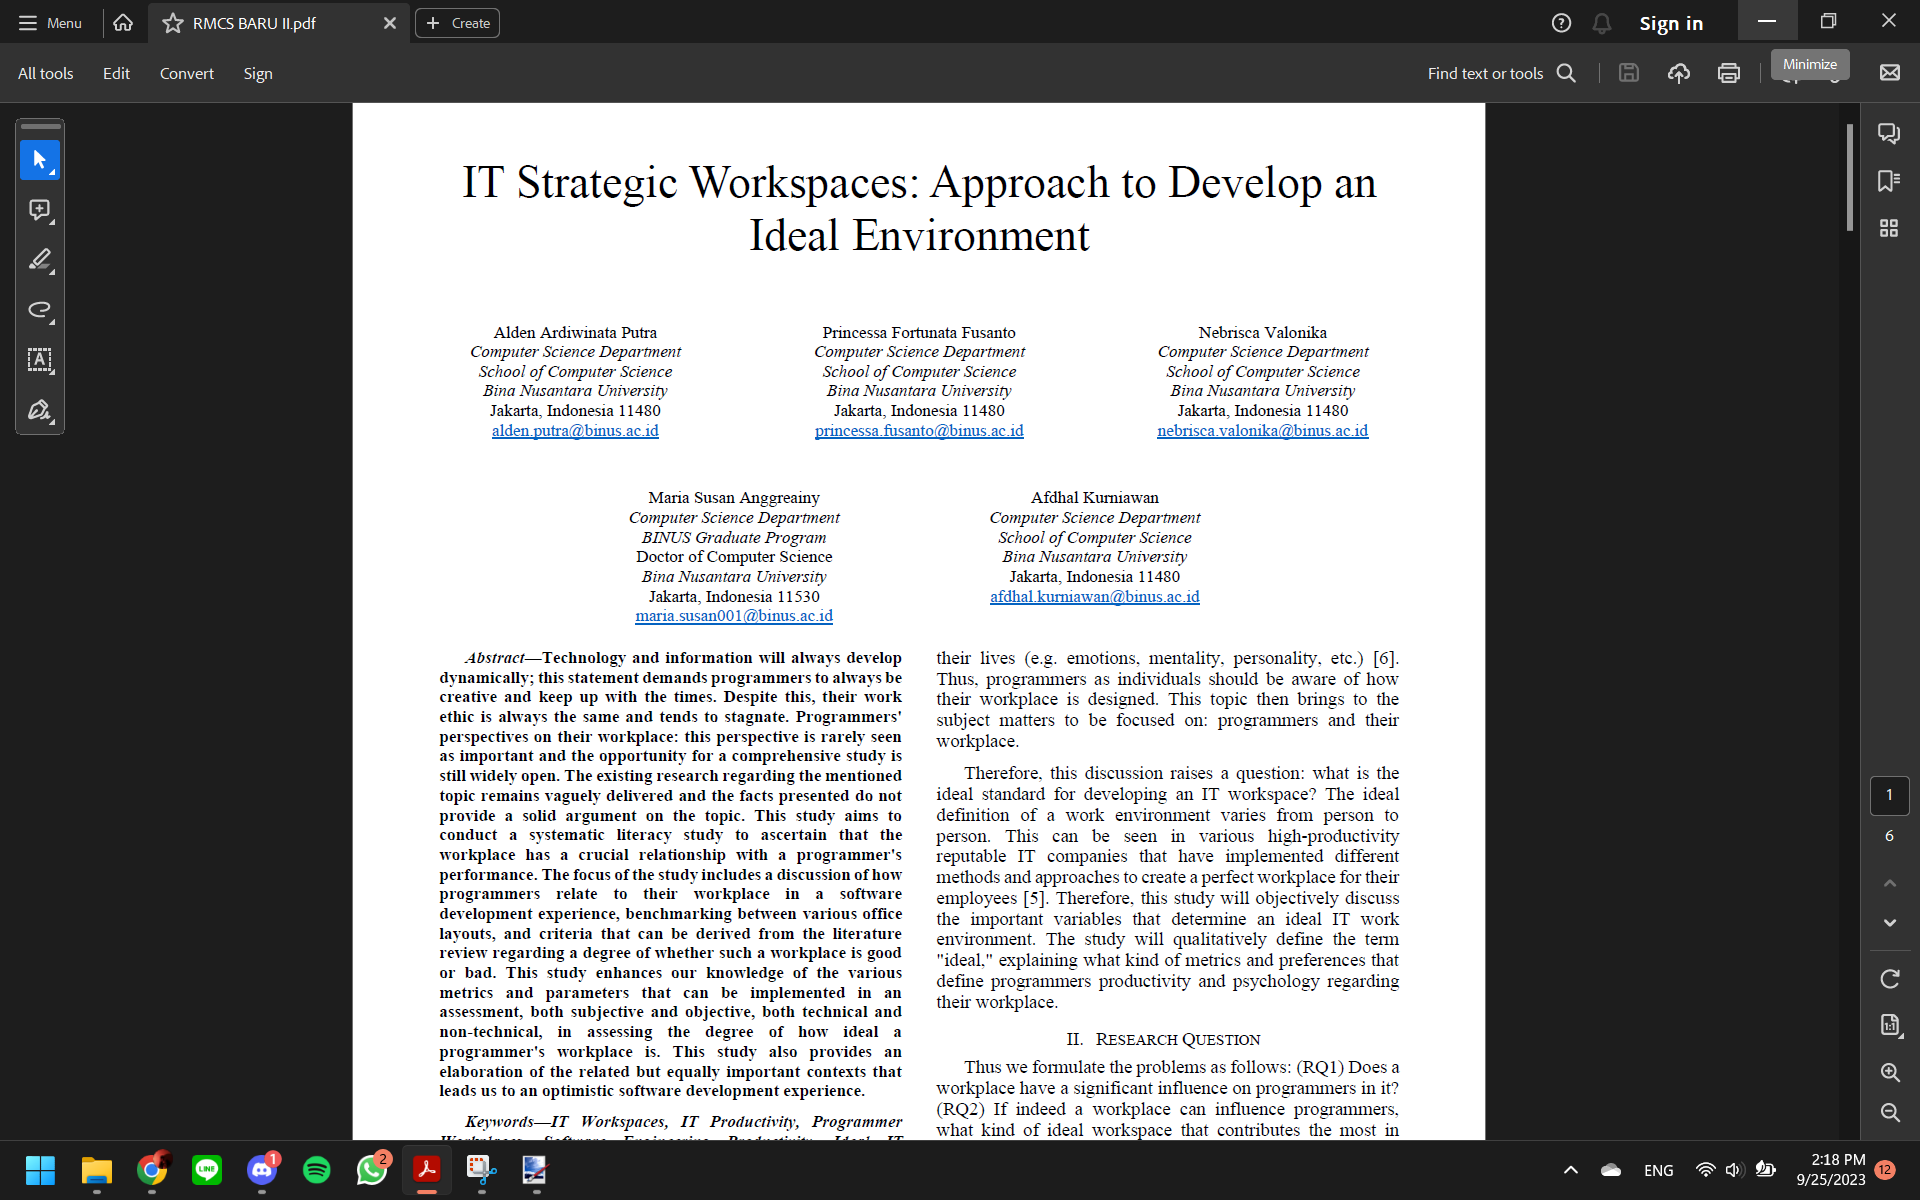 Menu
RMCS BARU II.pdf
Create
Sign in
All tools
Edit
Convert
Sign
Find text or tools
Minimize
IT Strategic Workspaces: Approach to Develop an
Ideal Environment
Alden Ardiwinata Putra
Computer Science Department
School of Computer Science
Bina Nusantara University
Jakarta, Indonesia 11480
alden.putra@binus.ac.id
Princessa Fortunata Fusanto
Computer Science Department
School of Computer Science
Bina Nusantara University
Jakarta, Indonesia 11480
princessa.fusanto@binus.ac.id
Nebrisca Valonika
Computer Science Department
School of Computer Science
Bina Nusantara University
Jakarta, Indonesia 11480
nebrisca.valonika@binus.ac.id
Maria Susan Anggreainy
Computer Science Department
BINUS Graduate Program
Doctor of Computer Science
Bina Nusantara University
Jakarta, Indonesia 11530
maria.susan001@binus.ac.id
Afdhal Kurniawan
Computer Science Department
School of Computer Science
Bina Nusantara University
Jakarta, Indonesia 11480
afdhal.kurniawan@binus.ac.id
Abstract—Technology and information will always develop
dynamically; this statement demands programmers to always be
creative and keep up with the times. Despite this, their work
ethic is always the same and tends to stagnate. Programmers'
perspectives on their workplace: this perspective is rarely seen
as important and the opportunity for a comprehensive study is
still widely open. The existing research regarding the mentioned
topic remains vaguely delivered and the facts presented do not
provide a solid argument on the topic. This study aims to
conduct a systematic literacy study to ascertain that the
workplace has a crucial relationship with a programmer's
performance. The focus of the study includes a discussion of how
programmers relate to their workplace in a software
development experience, benchmarking between various office
layouts, and criteria that can be derived from the literature
review regarding a degree of whether such a workplace is good
or bad. This study enhances our knowledge of the various
metrics and parameters that can be implemented in an
assessment, both subjective and objective, both technical and
non-technical, in assessing the degree of how ideal a
programmer's workplace is. This study also provides an
elaboration of the related but equally important contexts that
leads us to an optimistic software development experience.
Keywords—IT Workspaces, IT Productivity, Programmer
Workplace, Software Engineering Productivity, Ideal IT
their lives (e.g. emotions, mentality, personality, etc.) [6].
Thus, programmers as individuals should be aware of how
their workplace is designed. This topic then brings to the
subject matters to be focused on: programmers and their
workplace.
Therefore, this discussion raises a question: what is the
ideal standard for developing an IT workspace? The ideal
definition of a work environment varies from person to
person. This can be seen in various high-productivity
reputable IT companies that have implemented different
methods and approaches to create a perfect workplace for their
employees [5]. Therefore, this study will objectively discuss
the important variables that determine an ideal IT work
environment. The study will qualitatively define the term
"ideal," explaining what kind of metrics and preferences that
define programmers productivity and psychology regarding
their workplace.
II. RESEARCH QUESTION
Thus we formulate the problems as follows: (RQ1) Does a
workplace have a significant influence on programmers in it?
(RQ2) If indeed a workplace can influence programmers,
what kind of ideal workspace that contributes the most in
1
6
1:1
LINE
1
2
ENG
2:18 PM
9/25/2023
12